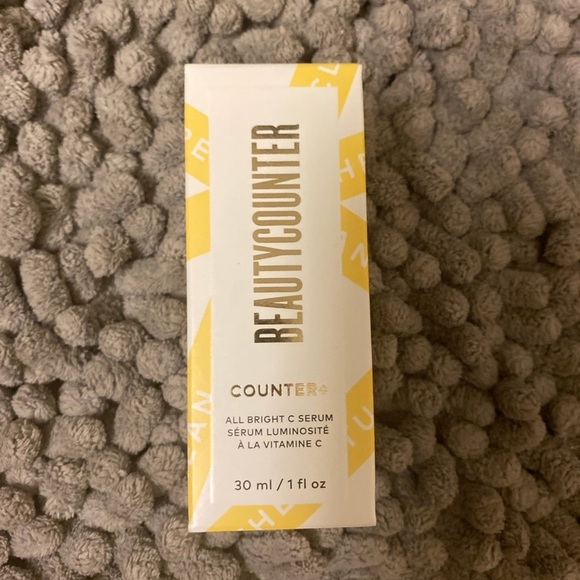 BEAUTYCOUNTER
COUNTER+
ALL BRIGHT C SERUM
SÉRUM LUMINOSITÉ
À LA VITAMINE C
30 ml / 1 fl oz